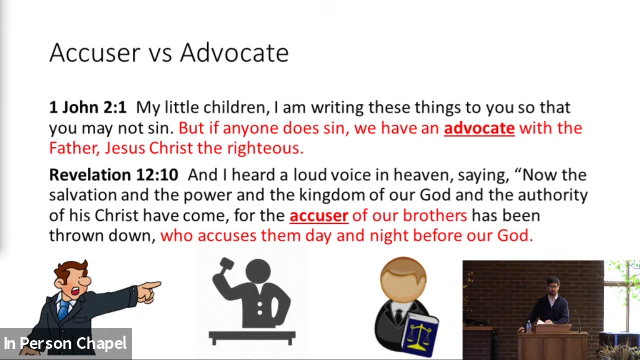 Accuser vs Advocate
1 John 2:1 My little children, I am writing these things to you so that
you may not sin. But if anyone does sin, we have an advocate with the
Father, Jesus Christ the righteous.
Revelation 12:10 And I heard a loud voice in heaven, saying, “Now the
salvation and the power and the kingdom of our God and the authority
of his Christ have come, for the accuser of our brothers has been
thrown down, who accuses them day and night before our God.
In Person Chapel